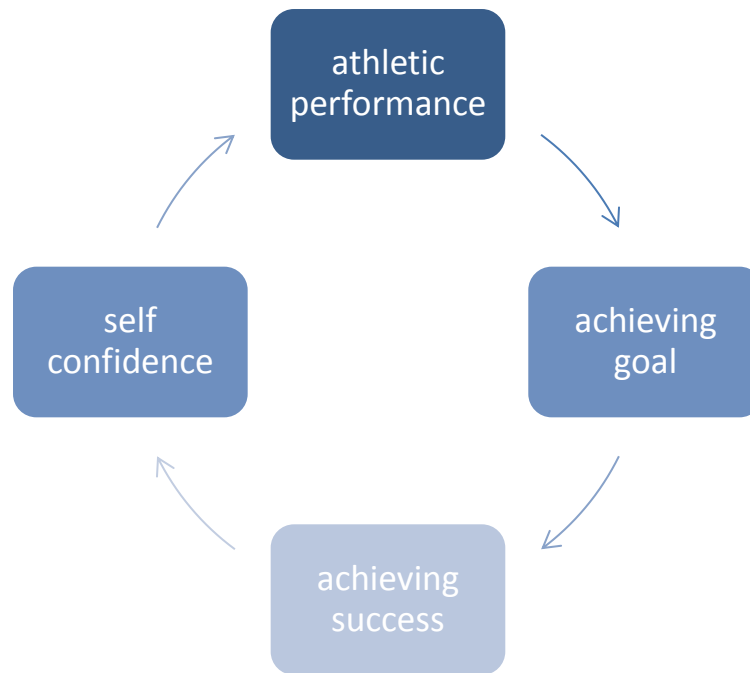 athletic
performance
achieving
goal
achieving
success
self
confidence